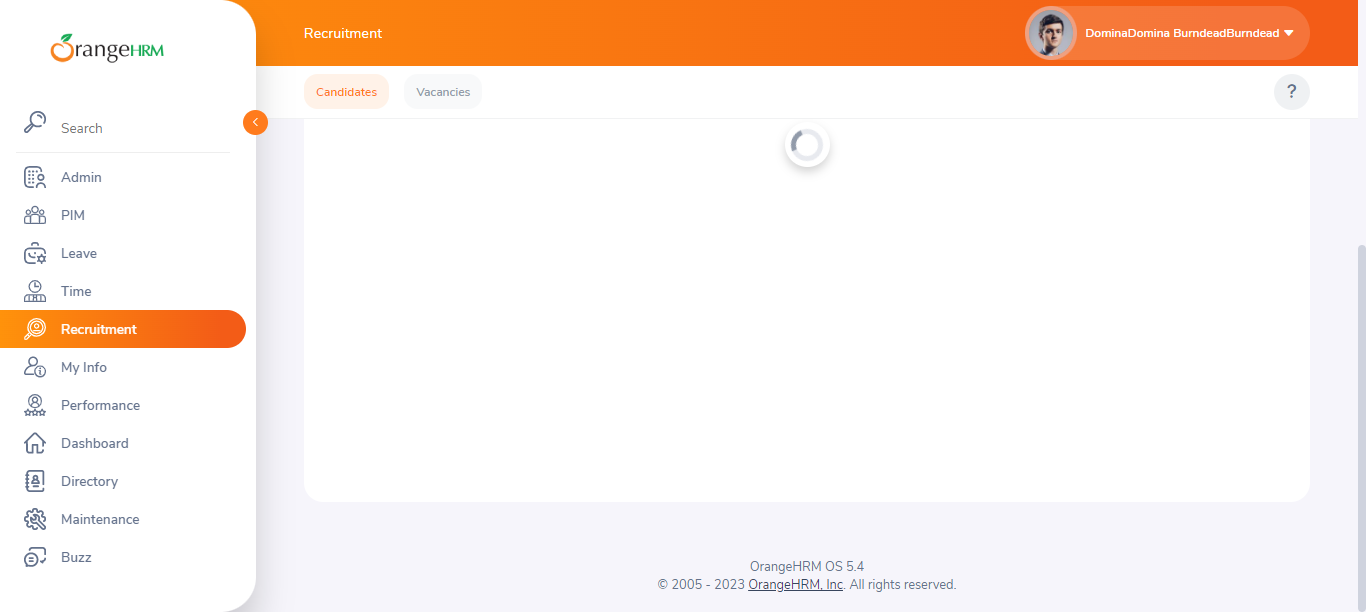 OrangeHRM
Recruitment
DominaDomina BurndeadBurndead
Candidates
Vacancies
?
Search
Admin
PIM
Leave
Time
Recruitment
My Info
Performance
Dashboard
Directory
Maintenance
Buzz
OrangeHRM OS 5.4
© 2005 - 2023 OrangeHRM, Inc. All rights reserved.